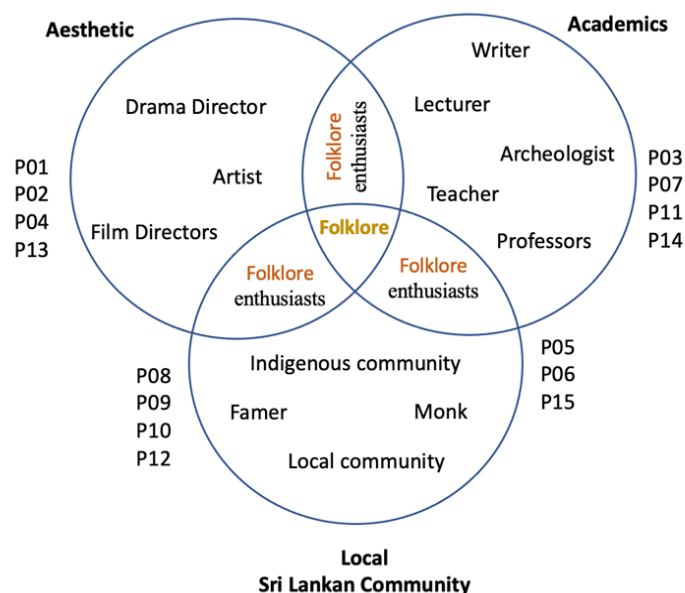 Aesthetic
Academics
Writer
Drama Director
Lecturer
Folklore
enthusiasts
Archeologist
Artist
Teacher
Film Directors
Professors
P01
P02
P04
P13
P03
P07
P11
P14
Folklore
Folklore
enthusiasts
Folklore
enthusiasts
Indigenous community
Famer
Monk
Local community
P08
P09
P10
P12
P05
P06
P15
Local
Sri Lankan Community